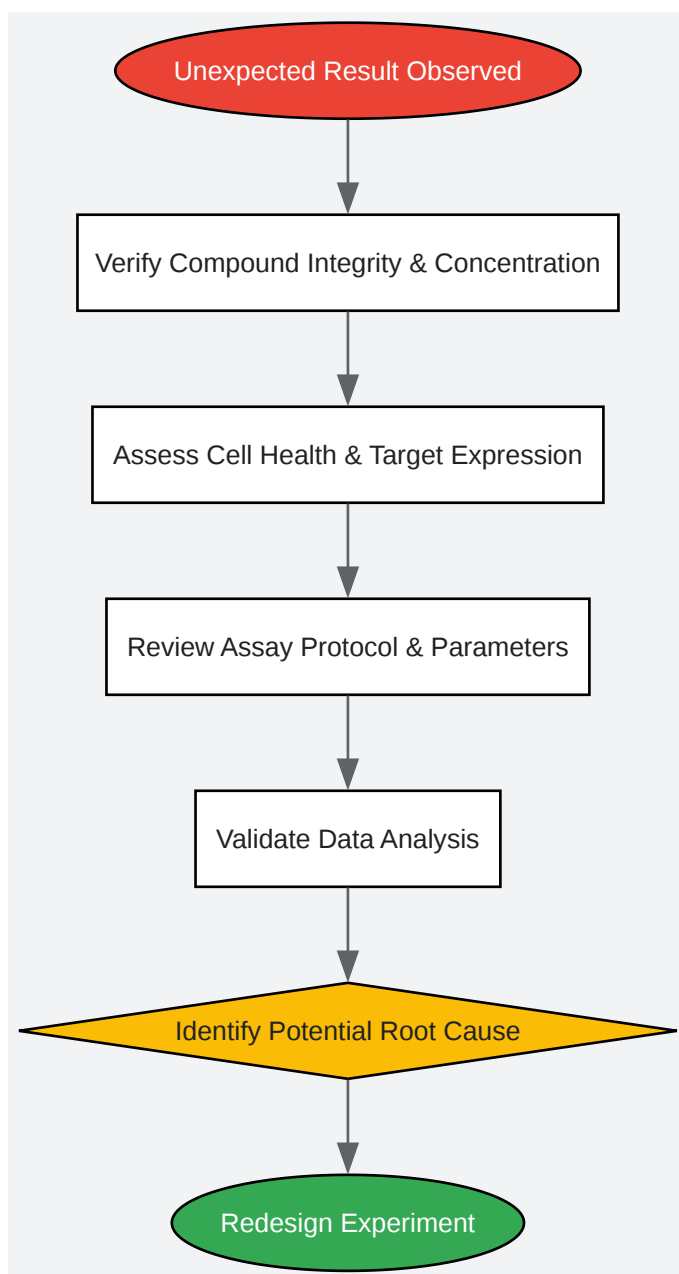 Unexpected Result Observed
Verify Compound Integrity & Concentration
Assess Cell Health & Target Expression
Review Assay Protocol & Parameters
Validate Data Analysis
Identify Potential Root Cause
Redesign Experiment